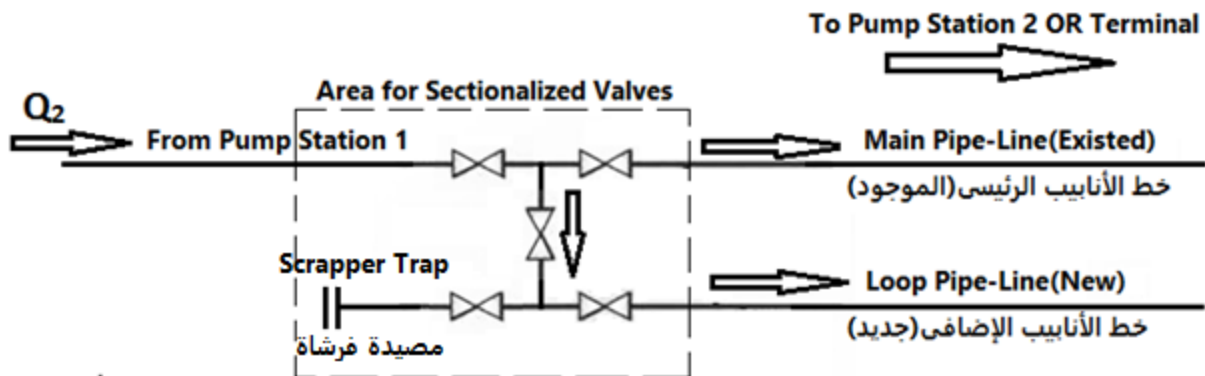 To Pump Station 2 OR Terminal
Area for Sectionalized Valves
Q₂
From Pump Station 1
Main Pipe-Line(Existed)
خط الأنابيب الرئيسى(الموجود)
Scrapper Trap
Loop Pipe-Line(New)
خط الأنابيب الإضافى(جديد)
مصيدة فرشاة